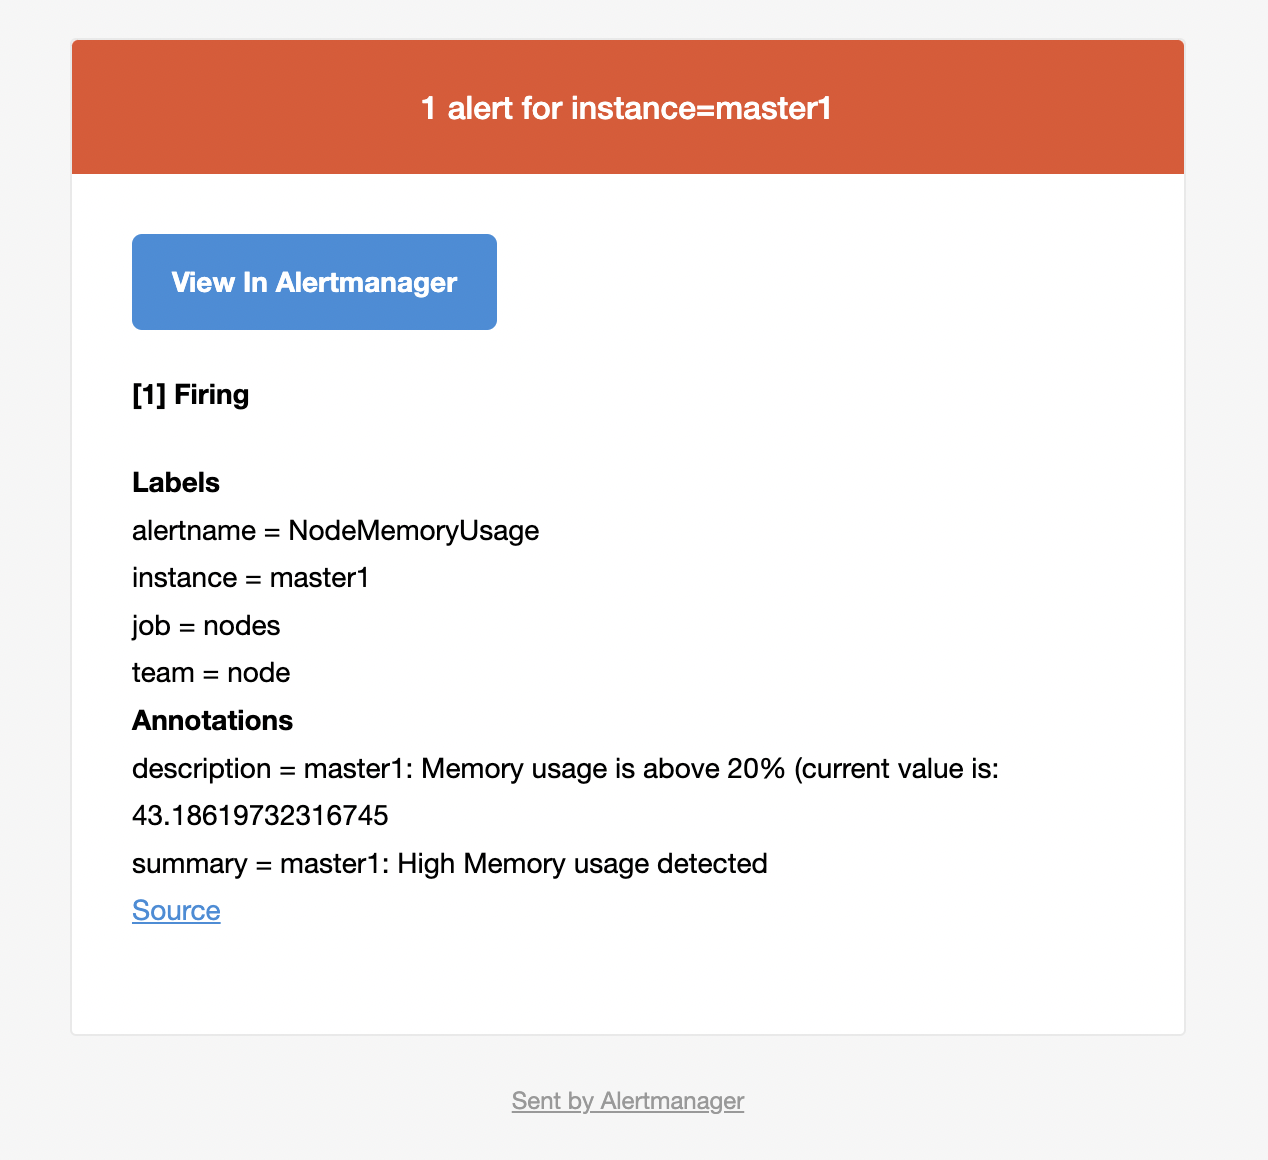 1 alert for instance=master1
View In Alertmanager
[1] Firing
Labels
alertname = NodeMemoryUsage
instance = master1
job = nodes
team = node
Annotations
description = master1: Memory usage is above 20% (current value is:
43.18619732316745
summary = master1: High Memory usage detected
Source
Sent by Alertmanager